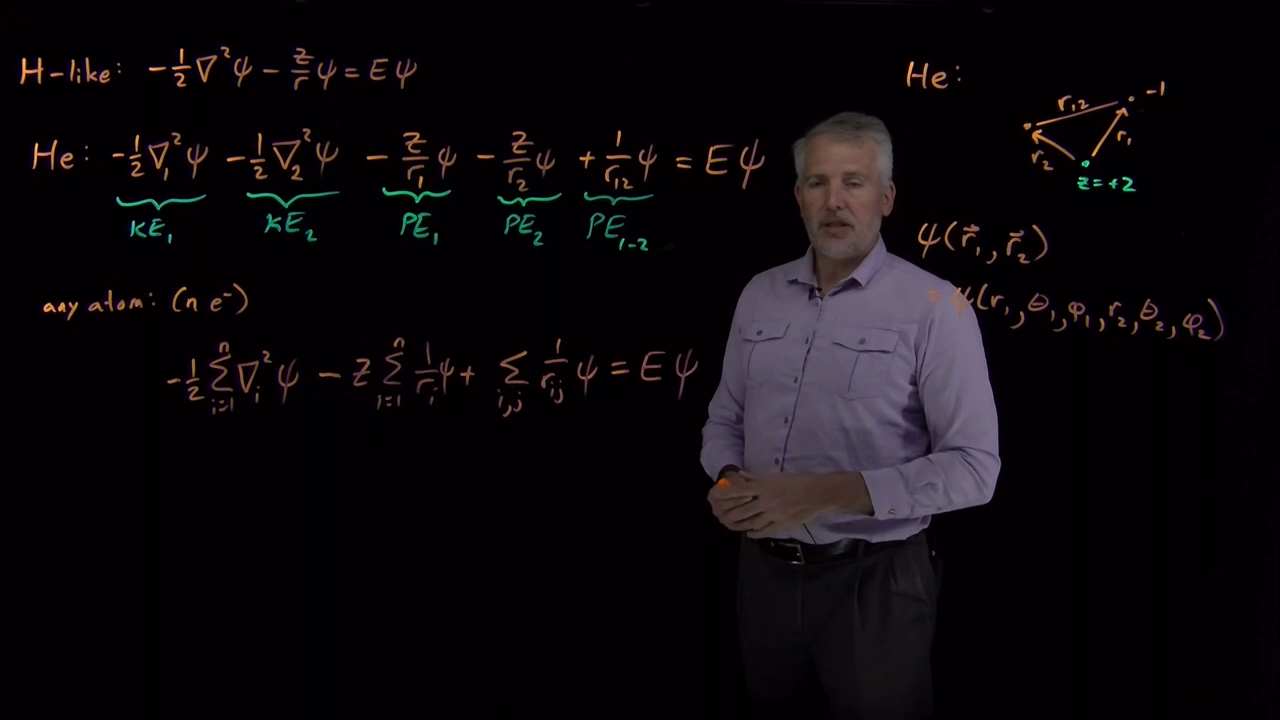 H-like: -½∇²ψ - z/r ψ = Eψ
He: -½∇₁²ψ -½∇₂²ψ - z/r₁ ψ - z/r₂ ψ + 1/r₁₂ ψ = Eψ
KE₁ KE₂ PE₁ PE₂ PE₁₋₂
any atom: (n e⁻)
-½ Σᵢ₌₁ⁿ ∇ᵢ²ψ - z Σᵢ₌₁ⁿ 1/rᵢ ψ + Σᵢ,ⱼ 1/rᵢⱼ ψ = Eψ
He:
r₁₂ -1
r₂ r₁
z=+2
ψ(r⃗₁, r⃗₂)
= ψ(r₁, θ₁, φ₁, r₂, θ₂, φ₂)